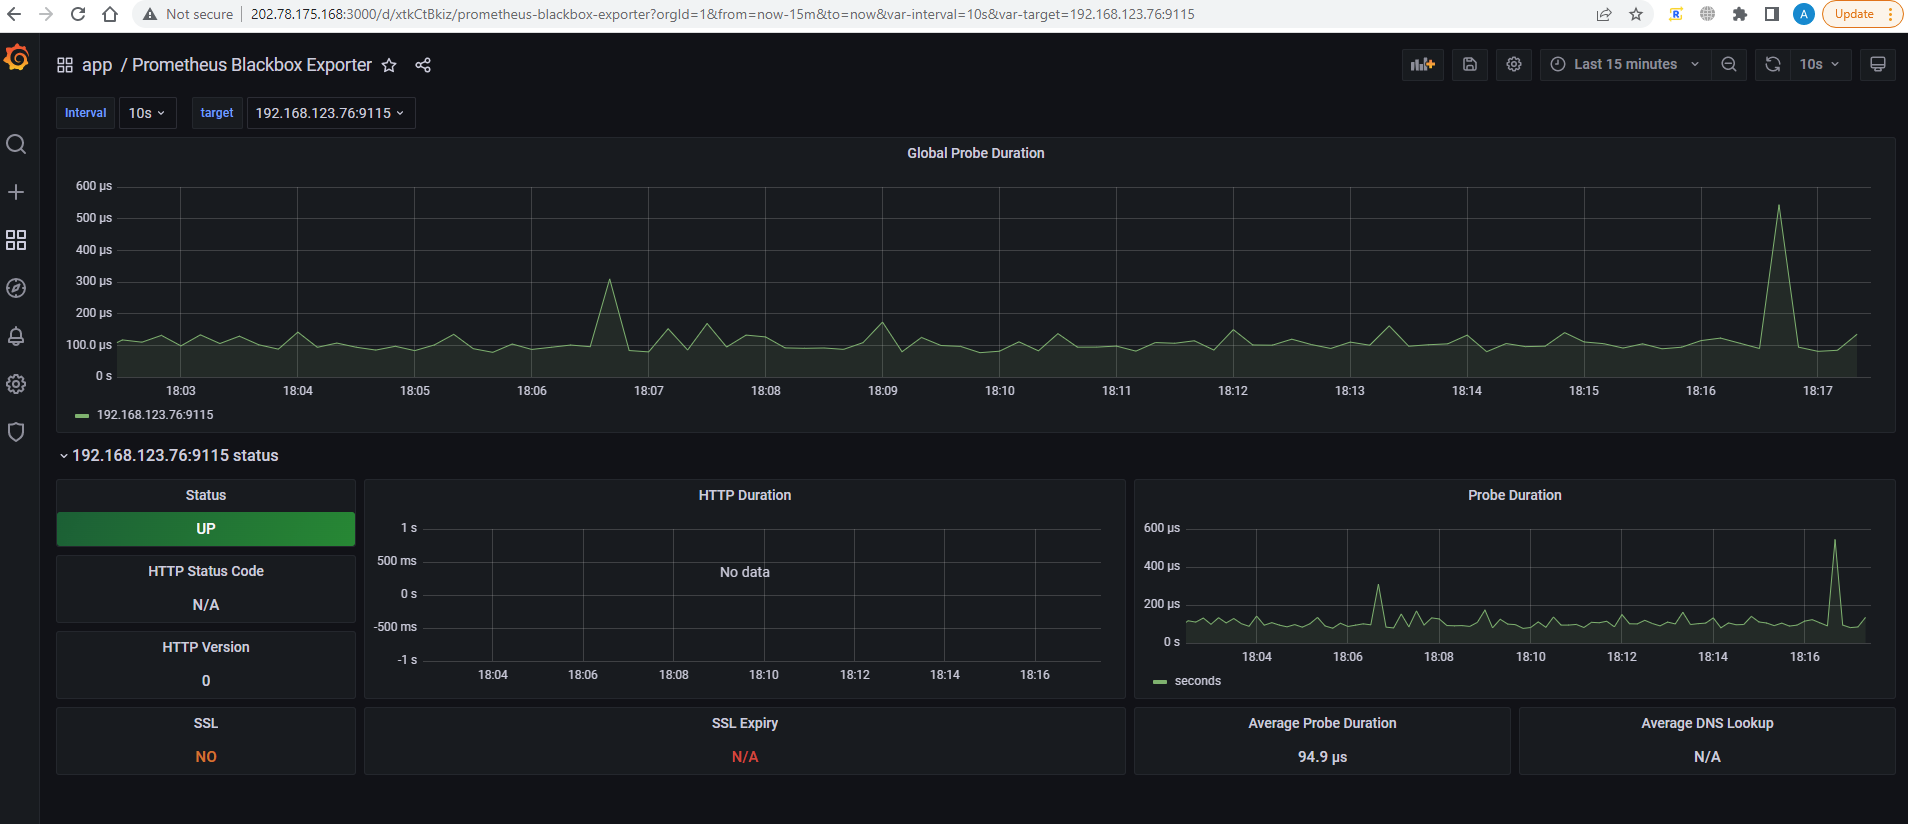 Not secure 202.78.175.168:3000/d/xtkCtBkiz/prometheus-blackbox-exporter?orgId=1&from=now-15m&to=now&var-interval=10s&var-target=192.168.123.76:9115 R A Update
app / Prometheus Blackbox Exporter Last 15 minutes 10s
Interval 10s target 192.168.123.76:9115
Global Probe Duration
600 µs
500 µs
400 µs
300 µs
200 µs
100.0 µs
0 s
18:03 18:04 18:05 18:06 18:07 18:08 18:09 18:10 18:11 18:12 18:13 18:14 18:15 18:16 18:17
192.168.123.76:9115
192.168.123.76:9115 status
Status
UP
HTTP Status Code
N/A
HTTP Version
0
SSL
NO
HTTP Duration
1 s
500 ms
0 s
-500 ms
-1 s
No data
18:04 18:06 18:08 18:10 18:12 18:14 18:16
SSL Expiry
N/A
Probe Duration
600 µs
400 µs
200 µs
0 s
18:04 18:06 18:08 18:10 18:12 18:14 18:16
seconds
Average Probe Duration
94.9 µs
Average DNS Lookup
N/A